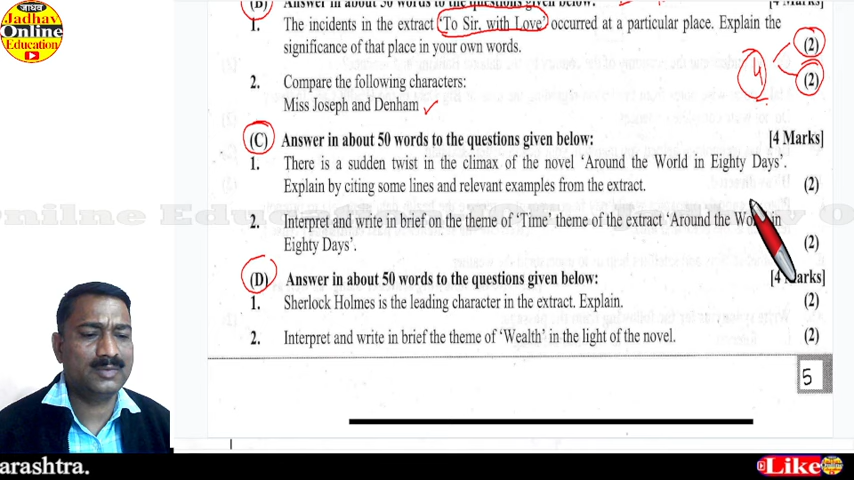 जाधव
Jadhav
Online
Education
(B) Answer in about 50 words to the questions given below: [4 Marks]
1. The incidents in the extract 'To Sir, with Love' occurred at a particular place. Explain the
significance of that place in your own words. (2)
4
2. Compare the following characters: (2)
Miss Joseph and Denham
(C) Answer in about 50 words to the questions given below: [4 Marks]
1. There is a sudden twist in the climax of the novel 'Around the World in Eighty Days'.
Explain by citing some lines and relevant examples from the extract. (2)
2. Interpret and write in brief on the theme of 'Time' theme of the extract 'Around the World in
Eighty Days'. (2)
(D) Answer in about 50 words to the questions given below: [4 Marks]
1. Sherlock Holmes is the leading character in the extract. Explain. (2)
2. Interpret and write in brief the theme of 'Wealth' in the light of the novel. (2)
5
arashtra.
Like